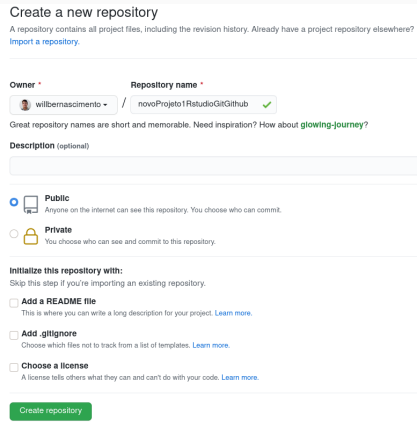 Create a new repository
A repository contains all project files, including the revision history. Already have a project repository elsewhere?
Import a repository.
Owner *
Repository name *
willbernascimento
/
novoProjeto1RstudioGitGithub
Great repository names are short and memorable. Need inspiration? How about glowing-journey?
Description (optional)
Public
Anyone on the internet can see this repository. You choose who can commit.
Private
You choose who can see and commit to this repository.
Initialize this repository with:
Skip this step if you're importing an existing repository.
Add a README file
This is where you can write a long description for your project. Learn more.
Add .gitignore
Choose which files not to track from a list of templates. Learn more.
Choose a license
A license tells others what they can and can't do with your code. Learn more.
Create repository